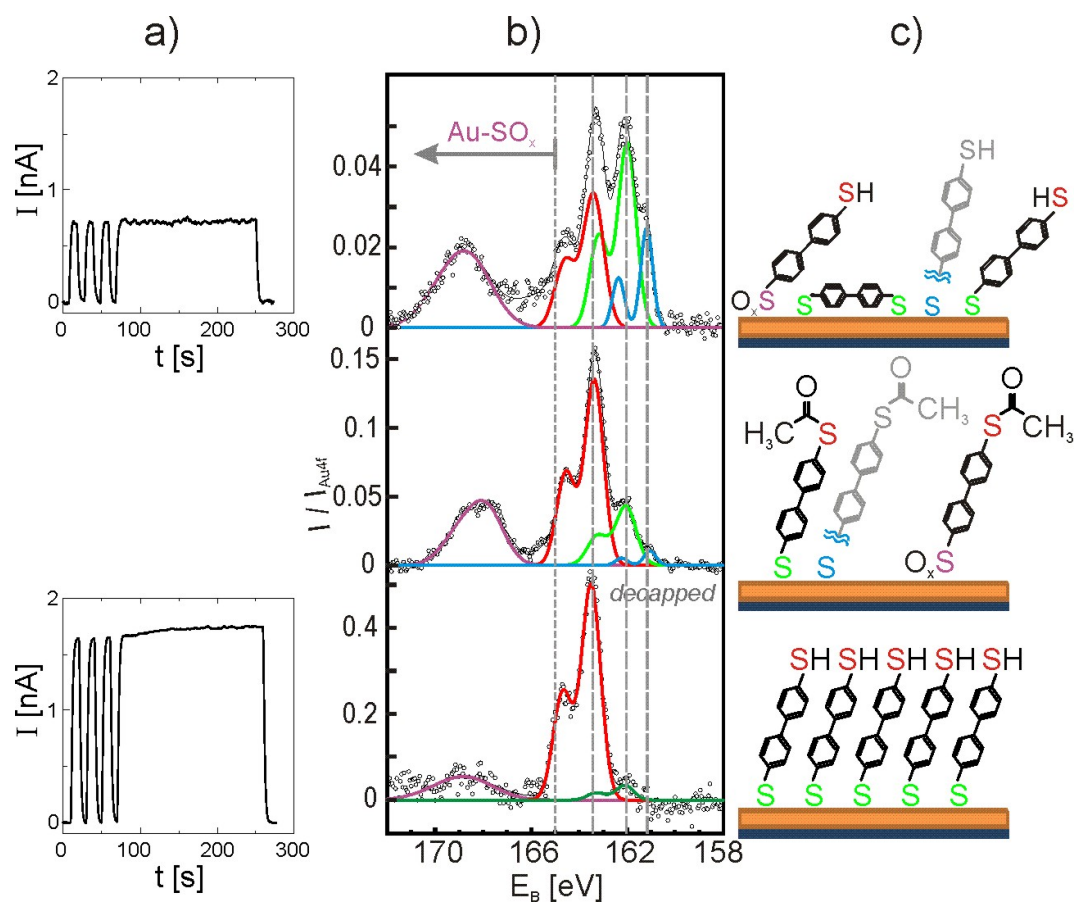 a)
b)
c)
2
1
0
I [nA]
0 100 200 300
t [s]
2
1
0
I [nA]
0 100 200 300
t [s]
Au-SOx
0.04
0.02
0
0.15
0.05
0
decapped
0.4
0.2
0
I / IAu4f
170 166 162 158
EB [eV]
SH
SH
HS
OxS
S
S
S
S
O
O
O
H3C
S
S
CH3
S
CH3
S
S
OxS
SH SH SH SH SH
S S S S S